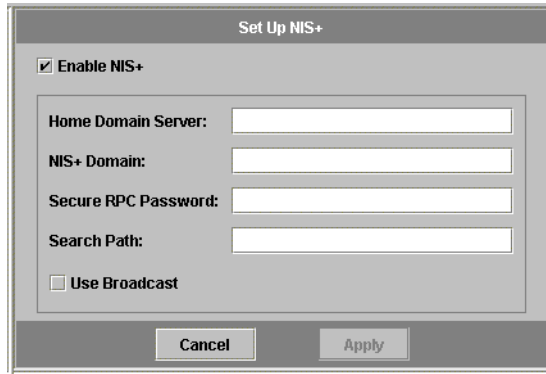 Set Up NIS+
Enable NIS+
Home Domain Server:
NIS+ Domain:
Secure RPC Password:
Search Path:
Use Broadcast
Cancel Apply